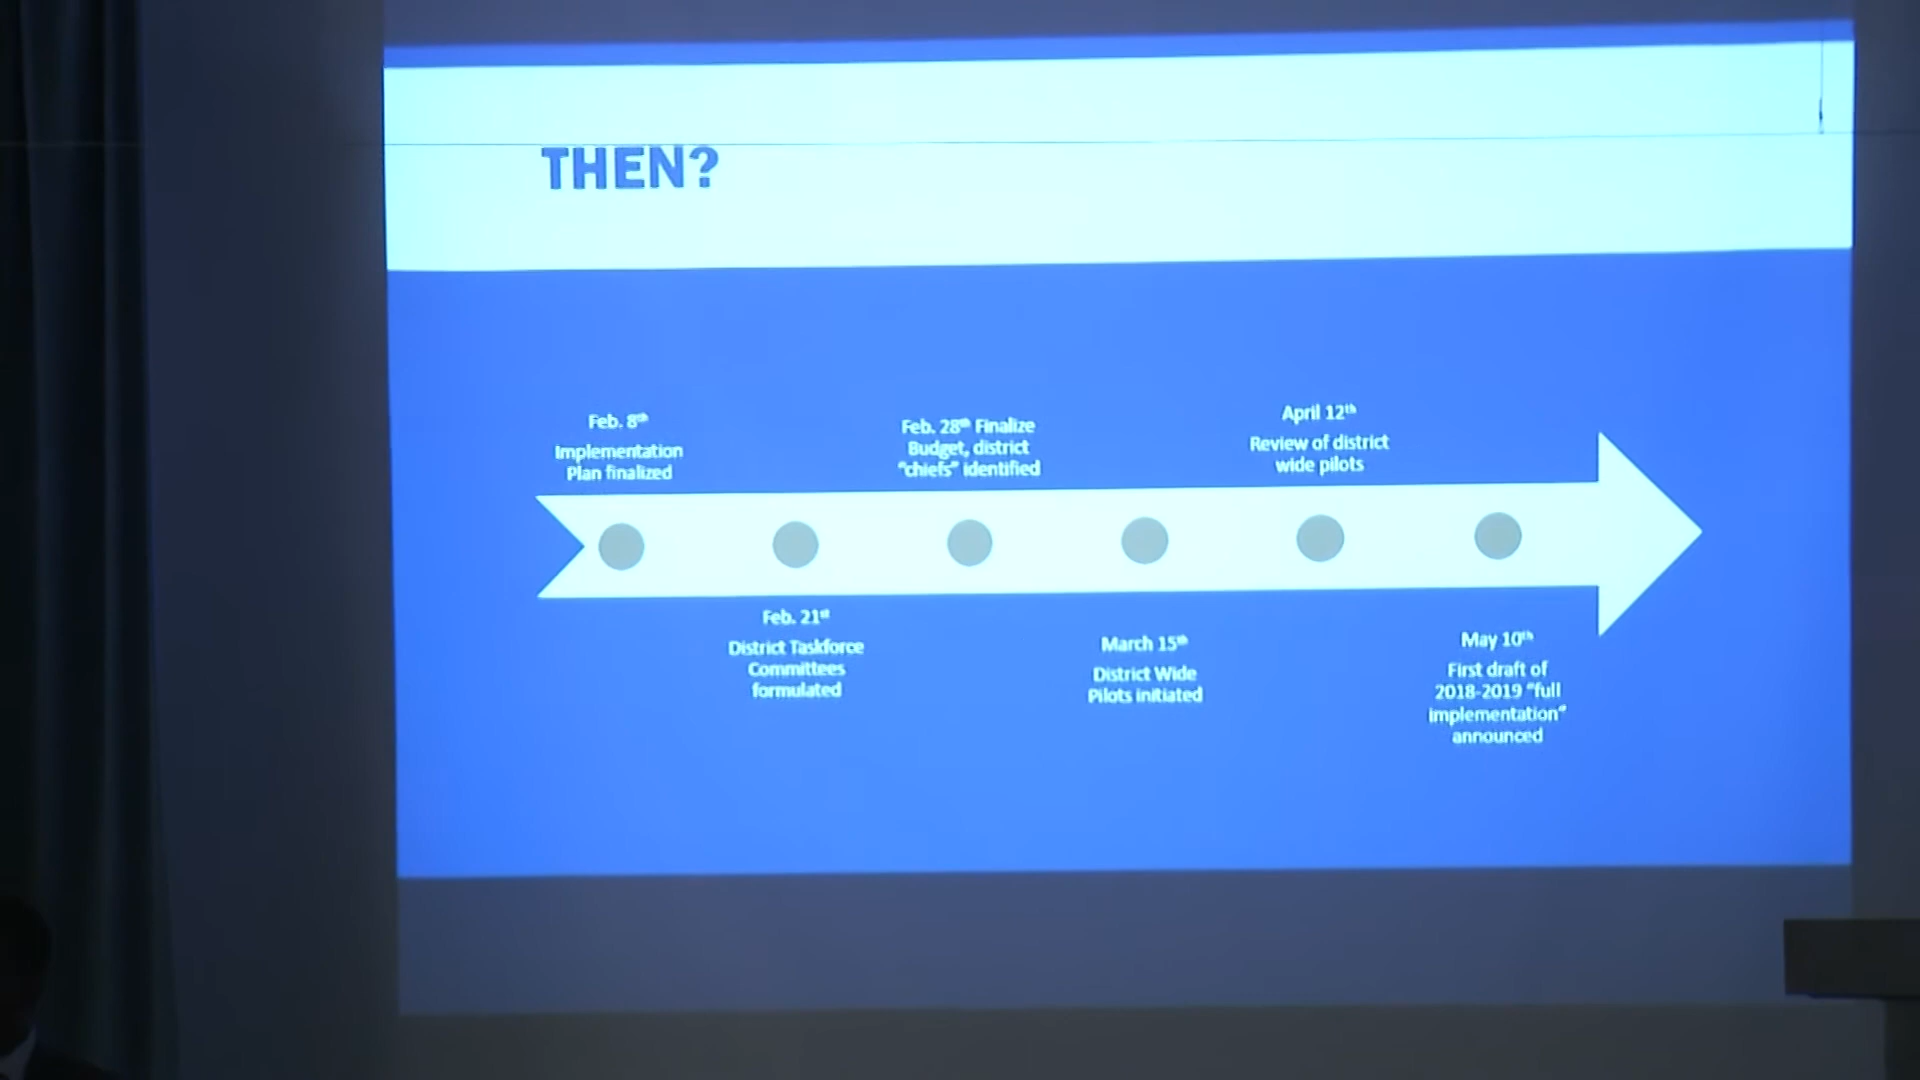 THEN?
Feb. 8th
Implementation
Plan finalized
Feb. 21st
District Taskforce
Committees
formulated
Feb. 28th Finalize
Budget, district
"chiefs" identified
March 15th
District Wide
Pilots initiated
April 12th
Review of district
wide pilots
May 10th
First draft of
2018-2019 "full
implementation"
announced